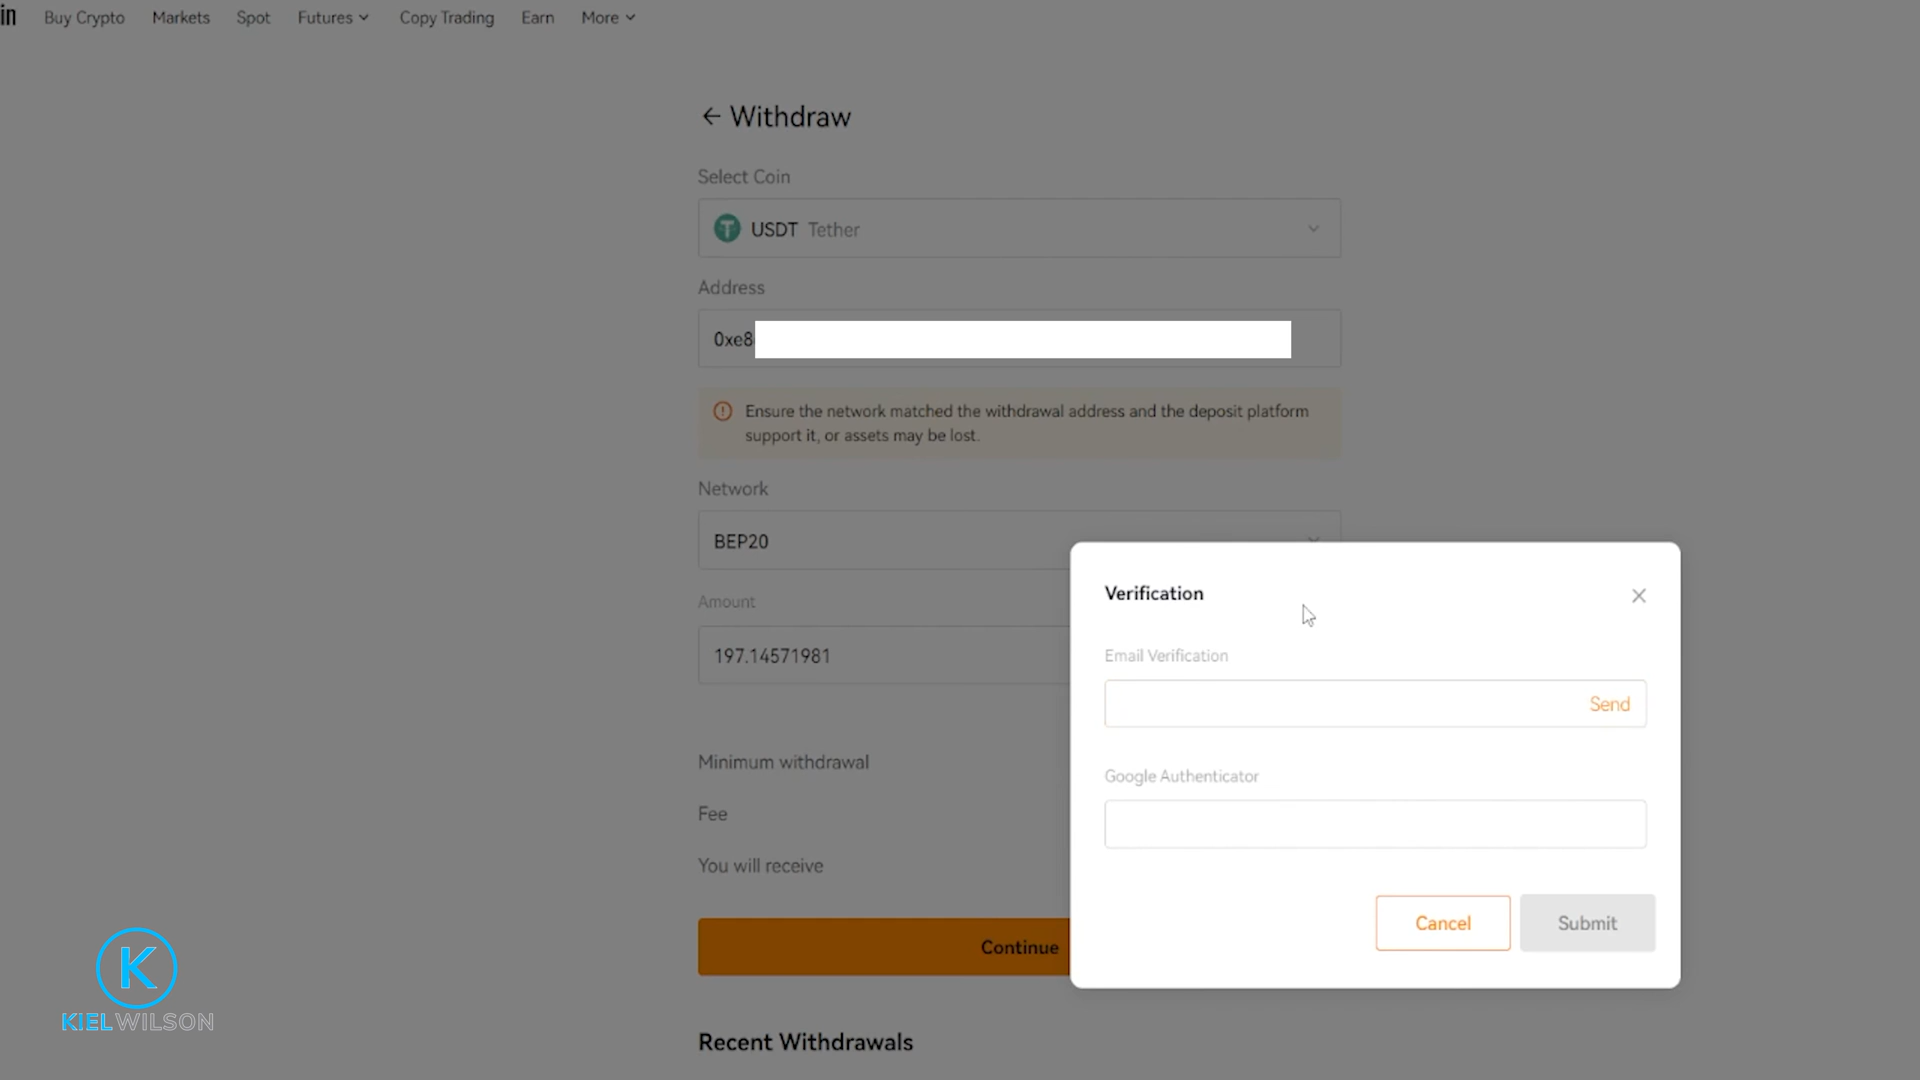 in Buy Crypto Markets Spot Futures Copy Trading Earn More
Withdraw
Select Coin
USDT Tether
Address
0xe8
Ensure the network matched the withdrawal address and the deposit platform
support it, or assets may be lost.
Network
BEP20
Amount
197.14571981
Minimum withdrawal
Fee
You will receive
Continue
Verification
Email Verification
Send
Google Authenticator
Cancel Submit
Recent Withdrawals
K
KIELWILSON